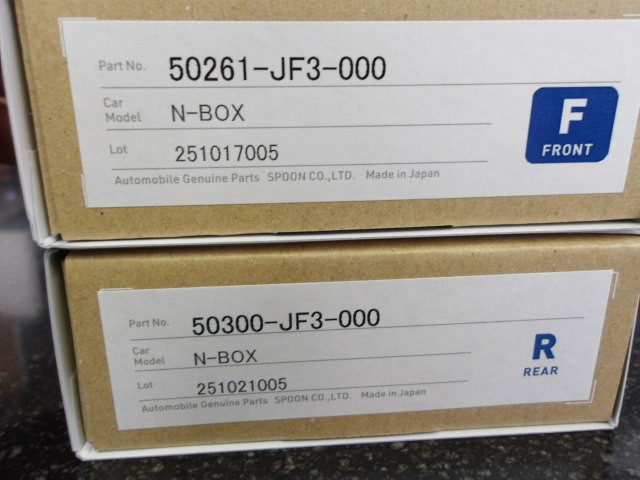 Part No. 50261-JF3-000
Car Model N-BOX
Lot 251017005
Automobile Genuine Parts SPOON CO.,LTD. Made in Japan
F
FRONT
Part No. 50300-JF3-000
Car Model N-BOX
Lot 251021005
Automobile Genuine Parts SPOON CO.,LTD. Made in Japan
R
REAR